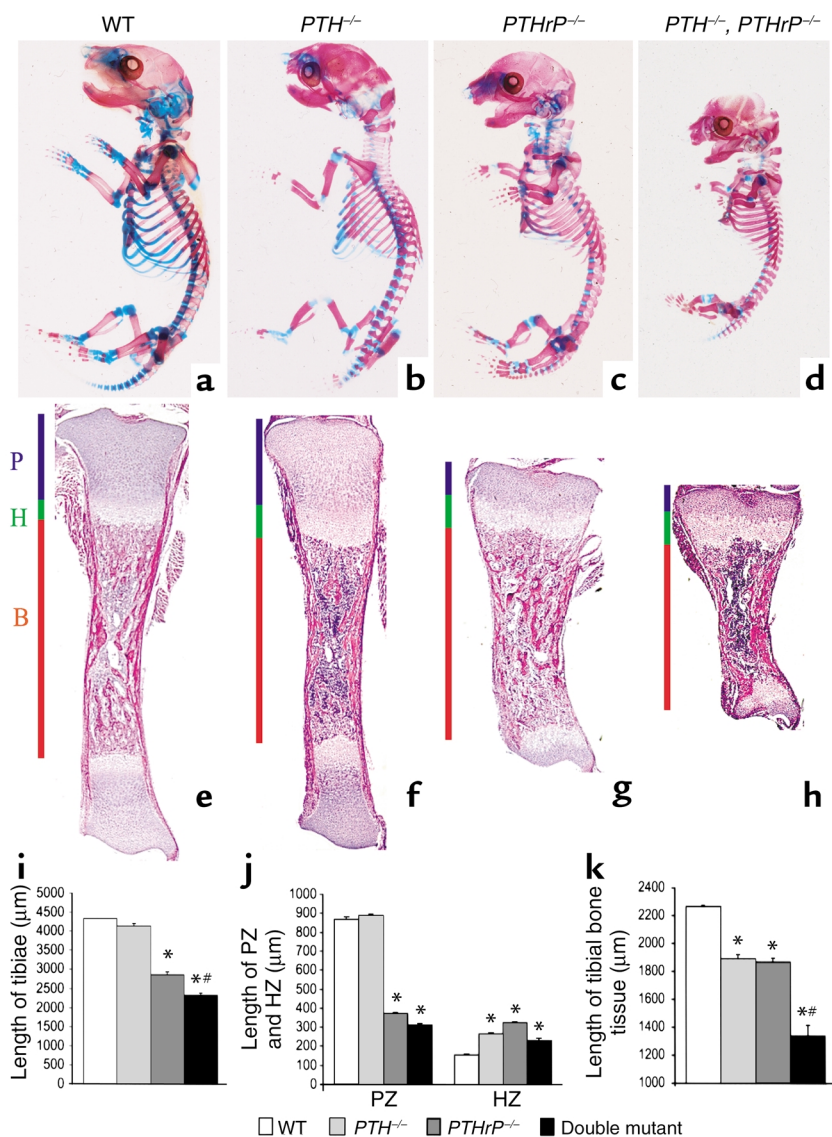 WT PTH–/– PTHrP–/– PTH–/–, PTHrP–/–
a b c d
P
H
B
e f g h
i j k
Length of tibiae (μm)
5000
4500
4000
3500
3000
2500
2000
1500
1000
500
0
* *#
Length of PZ
and HZ (μm)
1000
900
800
700
600
500
400
300
200
100
0
* * * * *
PZ HZ
Length of tibial bone
tissue (μm)
2400
2200
2000
1800
1600
1400
1200
1000
* * *#
WT PTH–/– PTHrP–/– Double mutant